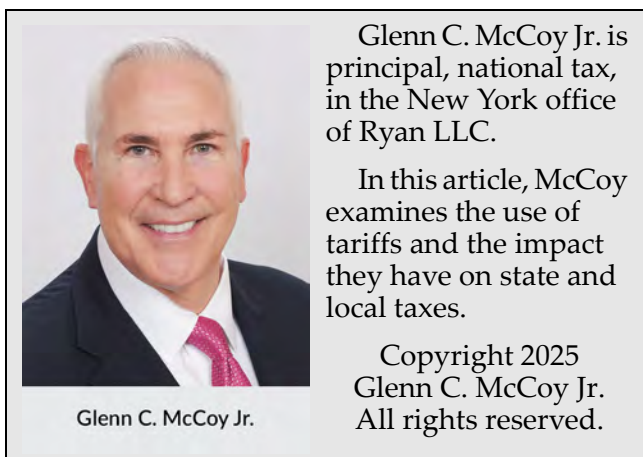 Glenn C. McCoy Jr.
Glenn C. McCoy Jr. is
principal, national tax,
in the New York office
of Ryan LLC.
In this article, McCoy
examines the use of
tariffs and the impact
they have on state and
local taxes.
Copyright 2025
Glenn C. McCoy Jr.
All rights reserved.